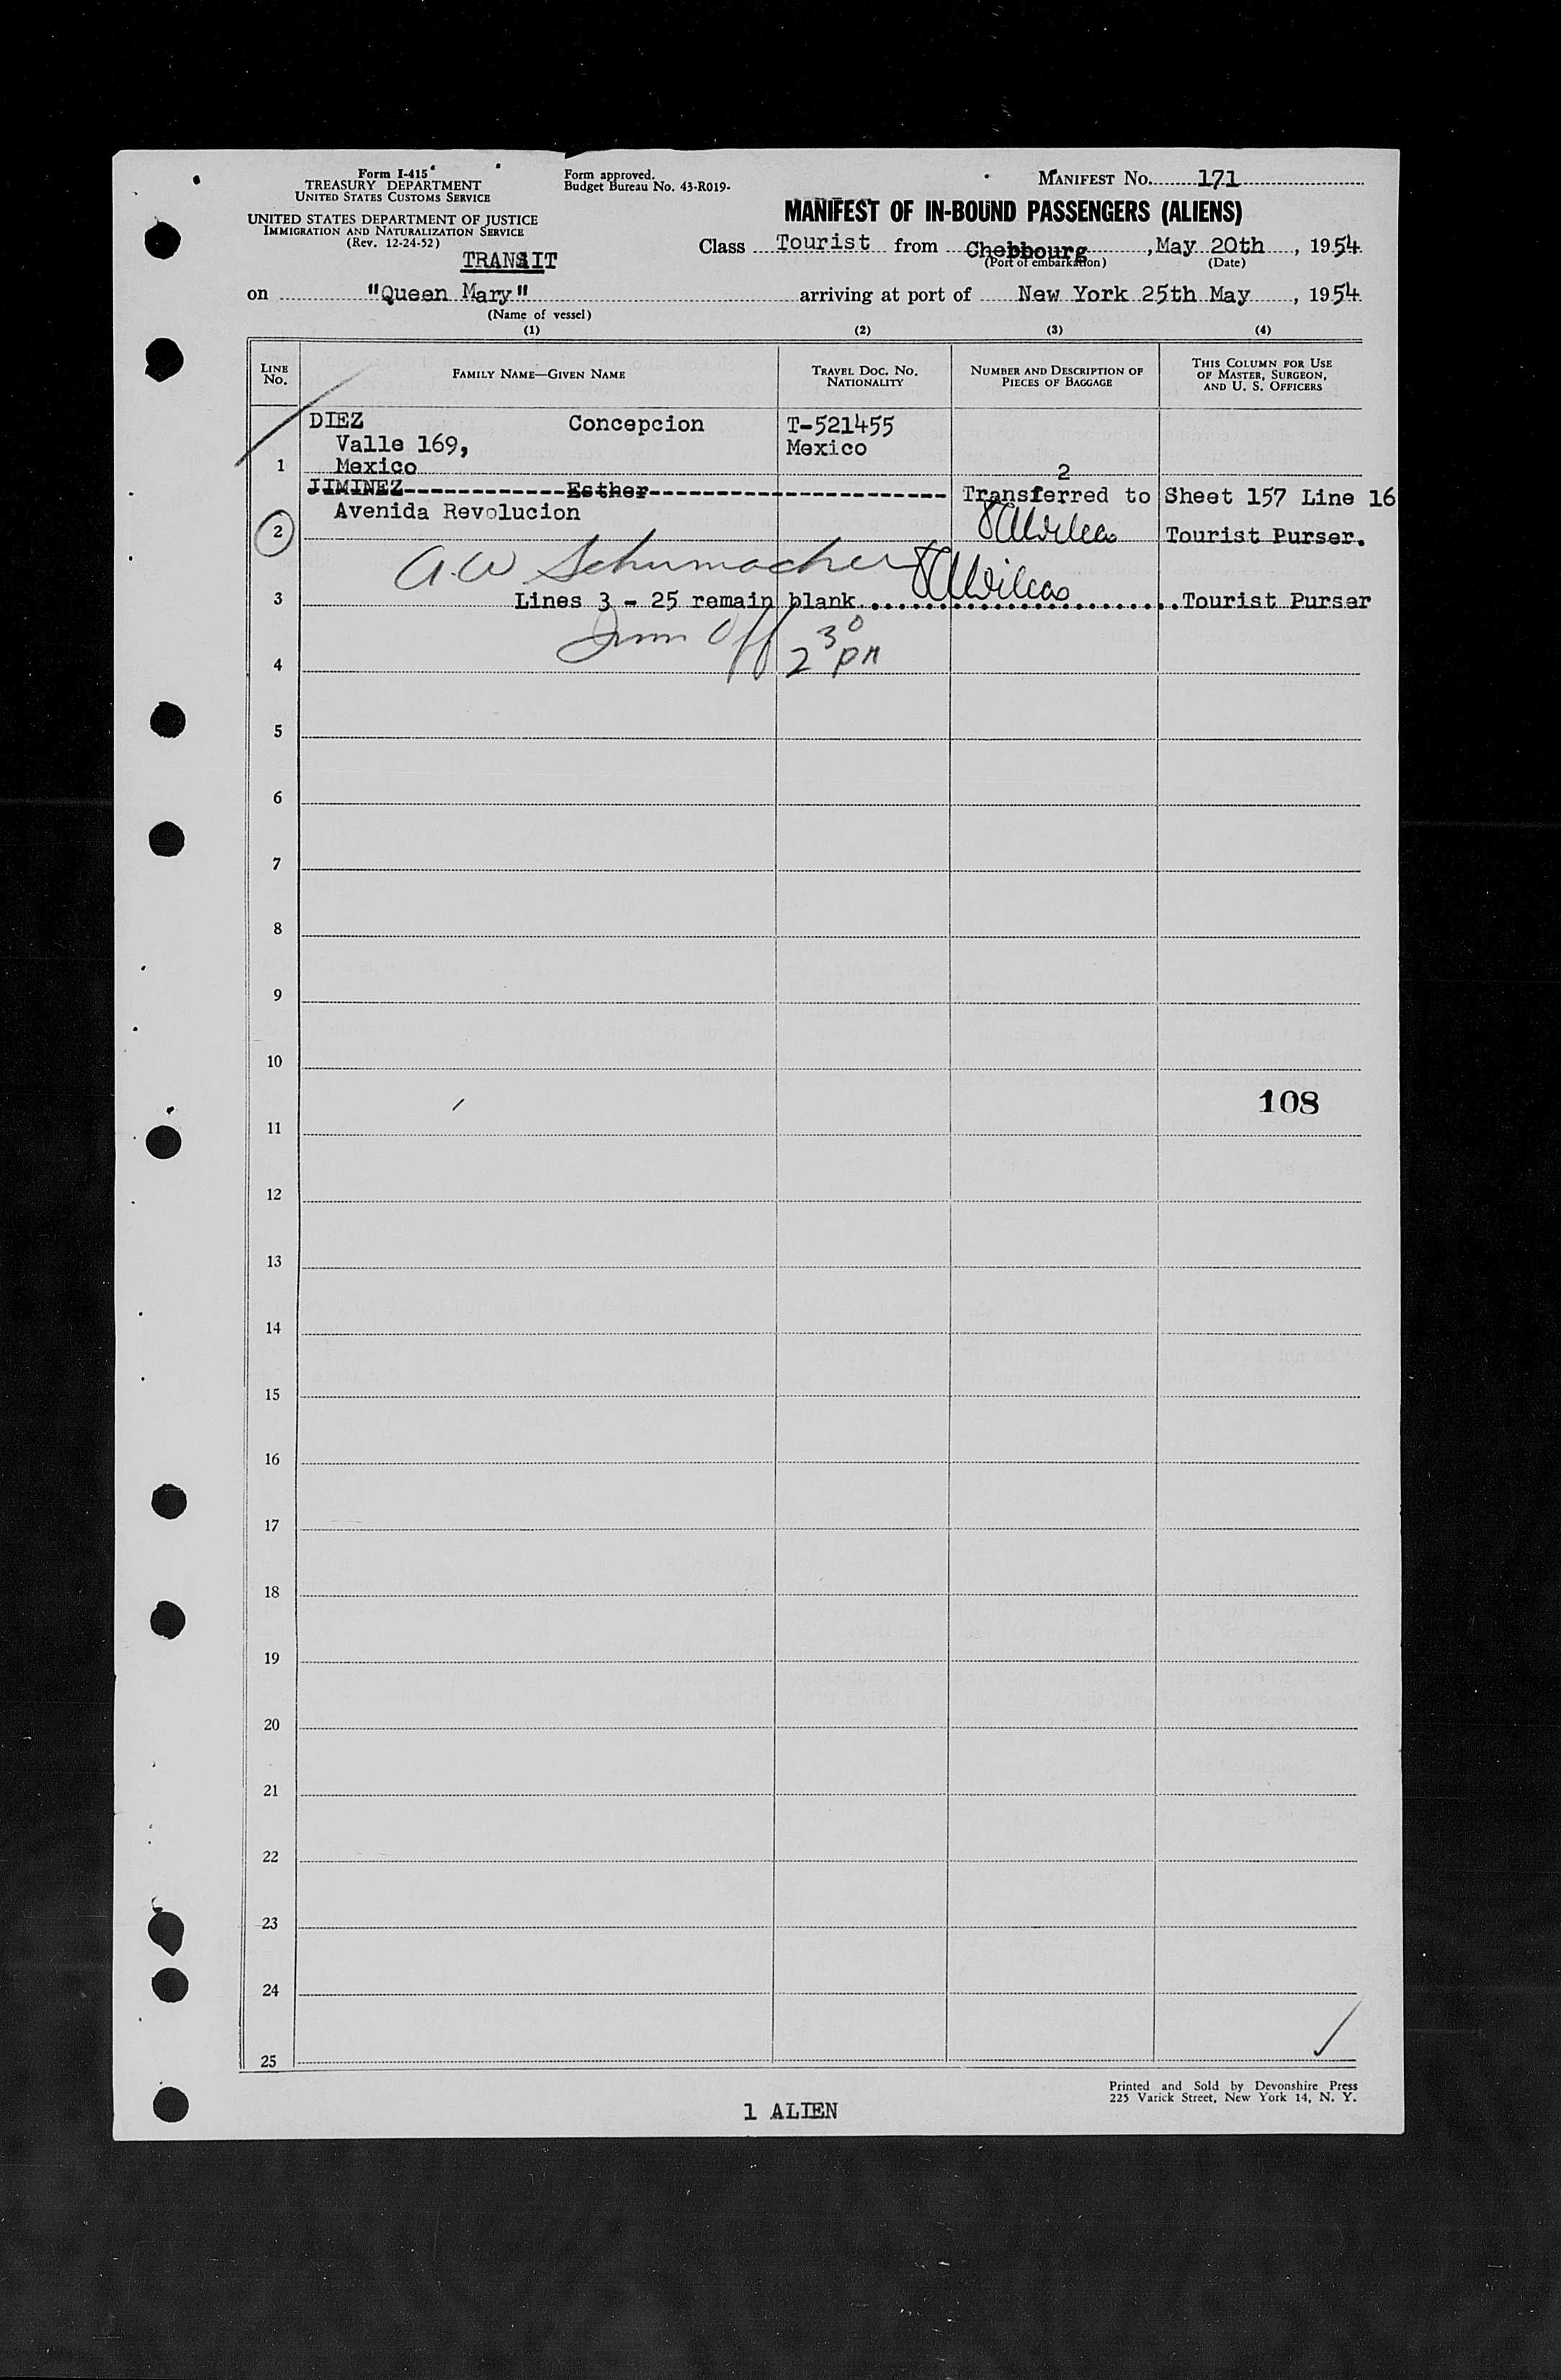 Form I-415
TREASURY DEPARTMENT
UNITED STATES CUSTOMS SERVICE
UNITED STATES DEPARTMENT OF JUSTICE
IMMIGRATION AND NATURALIZATION SERVICE
(Rev. 12-24-52)
TRANSIT
Form approved.
Budget Bureau No. 43-R019-
MANIFEST No. 171
MANIFEST OF IN-BOUND PASSENGERS (ALIENS)
Class Tourist from Chebbourg, May 20th, 1954
(Port of embarkation) (Date)
on "Queen Mary" arriving at port of New York 25th May, 1954
(Name of vessel)
(1) (2) (3) (4)
LINE No. FAMILY NAME—GIVEN NAME TRAVEL DOC. No. NATIONALITY NUMBER AND DESCRIPTION OF PIECES OF BAGGAGE THIS COLUMN FOR USE OF MASTER, SURGEON, AND U. S. OFFICERS
DIEZ Concepcion T-521455
Valle 169, Mexico
1 Mexico 2
JIMINEZ------------Esther---------------------- Transferred to Sheet 157 Line 16
Avenida Revolucion
2 Tourist Purser.
A.W Schumacher
3 Lines 3 - 25 remain blank........................Tourist Purser
Imm Off 2 30 PM
4
5
6
7
8
9
10
108
11
12
13
14
15
16
17
18
19
20
21
22
23
24
25
Printed and Sold by Devonshire Press
225 Varick Street, New York 14, N. Y.
1 ALIEN